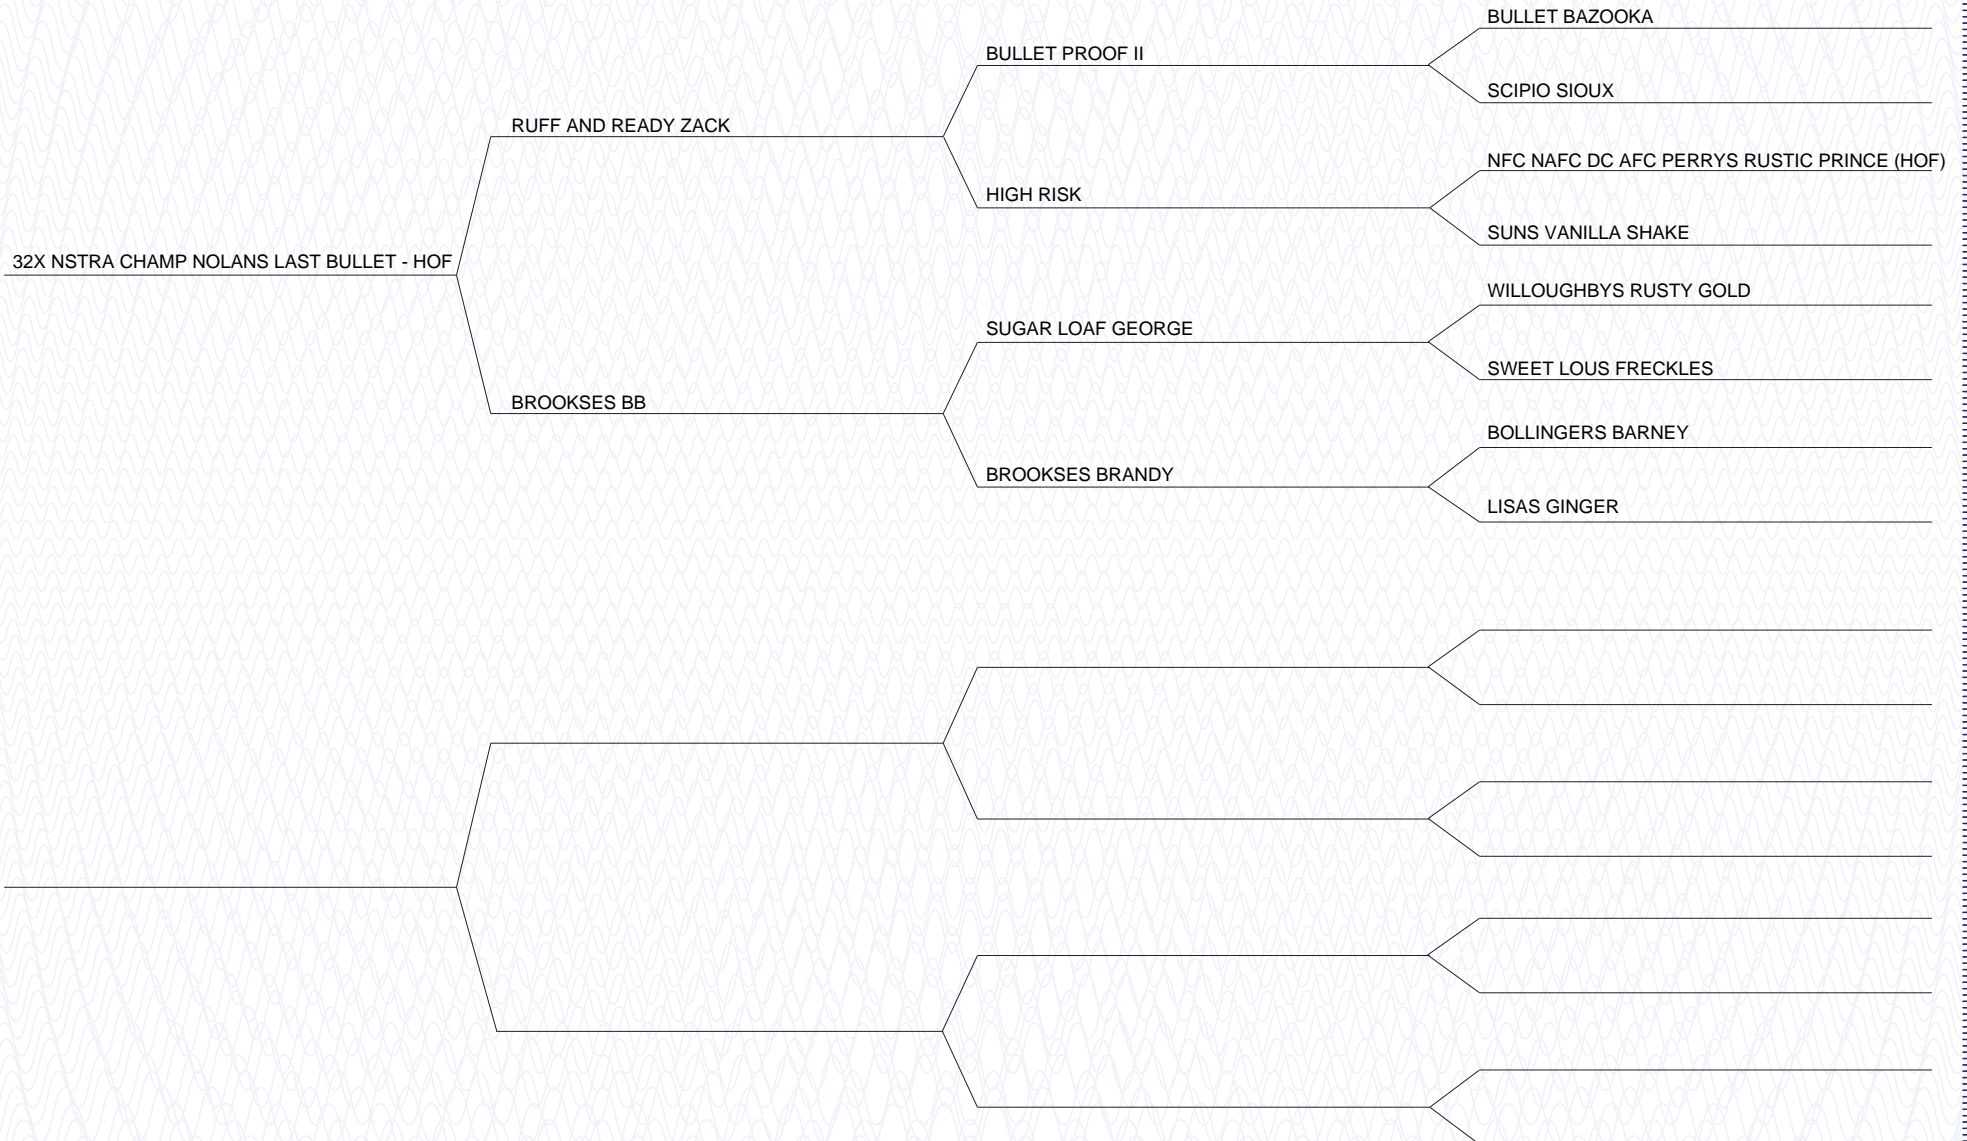 BULLET BAZOOKA
BULLET PROOF II
SCIPIO SIOUX
RUFF AND READY ZACK
NFC NAFC DC AFC PERRYS RUSTIC PRINCE (HOF)
HIGH RISK
SUNS VANILLA SHAKE
32X NSTRA CHAMP NOLANS LAST BULLET - HOF
WILLOUGHBYS RUSTY GOLD
SUGAR LOAF GEORGE
SWEET LOUS FRECKLES
BROOKSES BB
BOLLINGERS BARNEY
BROOKSES BRANDY
LISAS GINGER